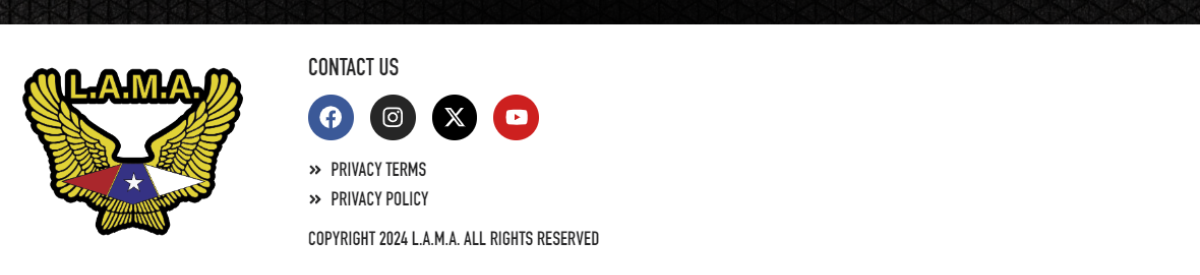 L.A.M.A.
CONTACT US
PRIVACY TERMS
PRIVACY POLICY
COPYRIGHT 2024 L.A.M.A. ALL RIGHTS RESERVED